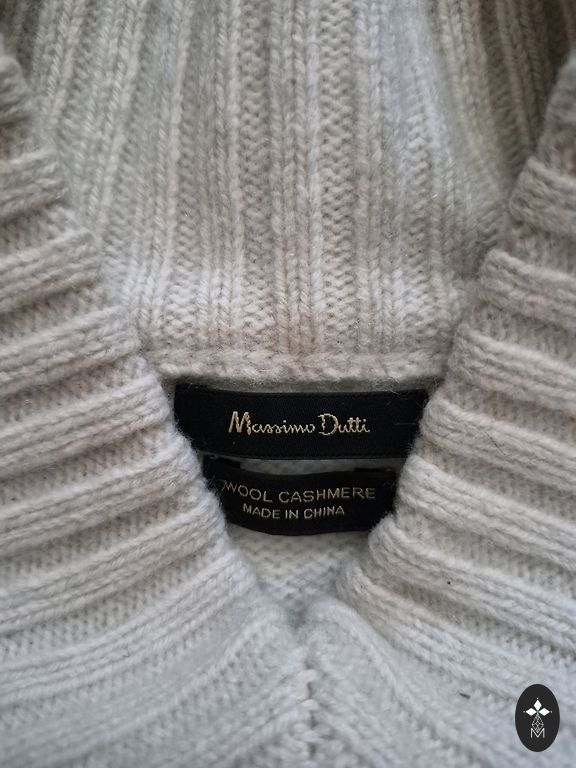 Massimo Dutti
WOOL CASHMERE
MADE IN CHINA
M